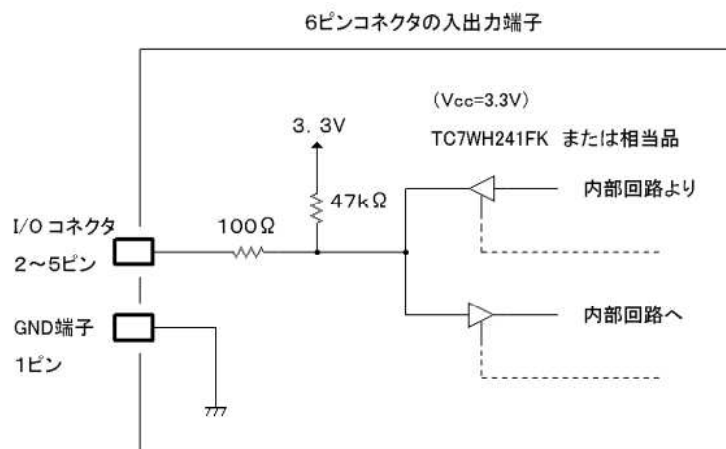 6ピンコネクタの入出力端子
(Vcc=3.3V)
3.3V
TC7WH241FK または相当品
47kΩ
内部回路より
I/O コネクタ
100Ω
2~5ピン
GND端子
内部回路へ
1ピン